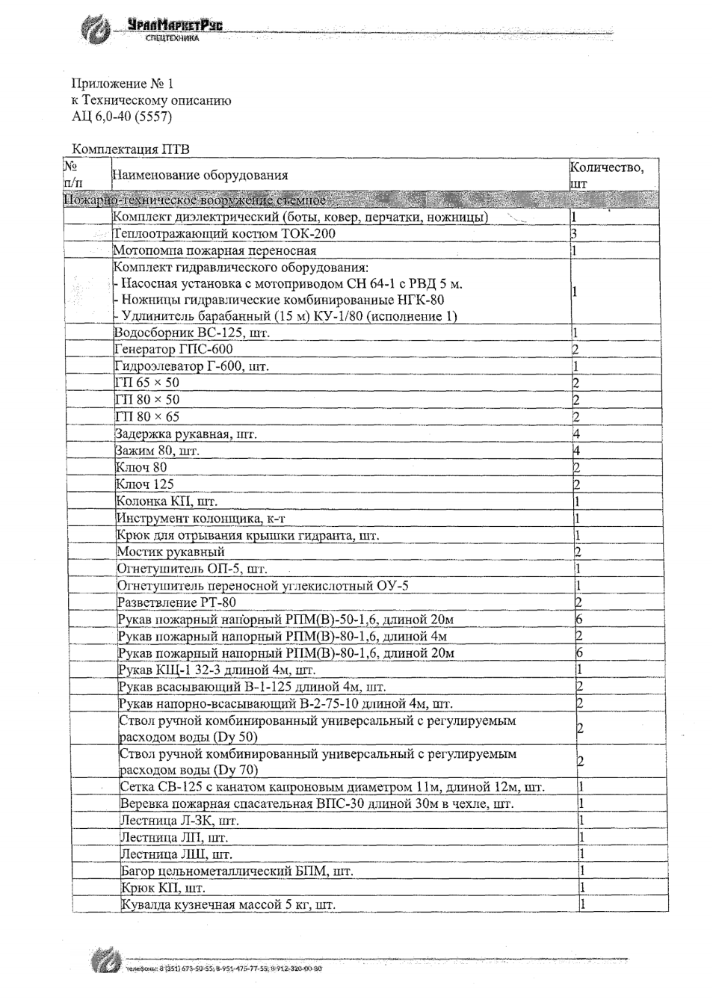 УралМаркетРус
СПЕЦТЕХНИКА
Приложение № 1
к Техническому описанию
АЦ 6,0-40 (5557)
Комплектация ПТВ
№
п/п
Наименование оборудования
Количество,
шт
Пожарно-техническое вооружение съемное
Комплект диэлектрический (боты, ковер, перчатки, ножницы) 1
Теплоотражающий костюм ТОК-200 3
Мотопомпа пожарная переносная 1
Комплект гидравлического оборудования:
- Насосная установка с мотоприводом СН 64-1 с РВД 5 м.
- Ножницы гидравлические комбинированные НГК-80
- Удлинитель барабанный (15 м) КУ-1/80 (исполнение 1)
1
Водосборник ВС-125, шт. 1
Генератор ГПС-600 2
Гидроэлеватор Г-600, шт. 1
ГП 65 × 50 2
ГП 80 × 50 2
ГП 80 × 65 2
Задержка рукавная, шт. 4
Зажим 80, шт. 4
Ключ 80 2
Ключ 125 2
Колонка КП, шт. 1
Инструмент колонщика, к-т 1
Крюк для отрывания крышки гидранта, шт. 1
Мостик рукавный 2
Огнетушитель ОП-5, шт. 1
Огнетушитель переносной углекислотный ОУ-5 1
Разветвление РТ-80 2
Рукав пожарный напорный РПМ(В)-50-1,6, длиной 20м 6
Рукав пожарный напорный РПМ(В)-80-1,6, длиной 4м 2
Рукав пожарный напорный РПМ(В)-80-1,6, длиной 20м 6
Рукав КЩ-1 32-3 длиной 4м, шт. 1
Рукав всасывающий В-1-125 длиной 4м, шт. 2
Рукав напорно-всасывающий В-2-75-10 длиной 4м, шт. 2
Ствол ручной комбинированный универсальный с регулируемым
расходом воды (Dy 50)
2
Ствол ручной комбинированный универсальный с регулируемым
расходом воды (Dy 70)
2
Сетка СВ-125 с канатом капроновым диаметром 11м, длиной 12м, шт. 1
Веревка пожарная спасательная ВПС-30 длиной 30м в чехле, шт. 1
Лестница Л-ЗК, шт. 1
Лестница ЛП, шт. 1
Лестница ЛШ, шт. 1
Багор цельнометаллический БПМ, шт. 1
Крюк КП, шт. 1
Кувалда кузнечная массой 5 кг, шт. 1
телефоны: 8 (351) 673-50-55; 8-951-475-77-55; 8-912-320-00-80